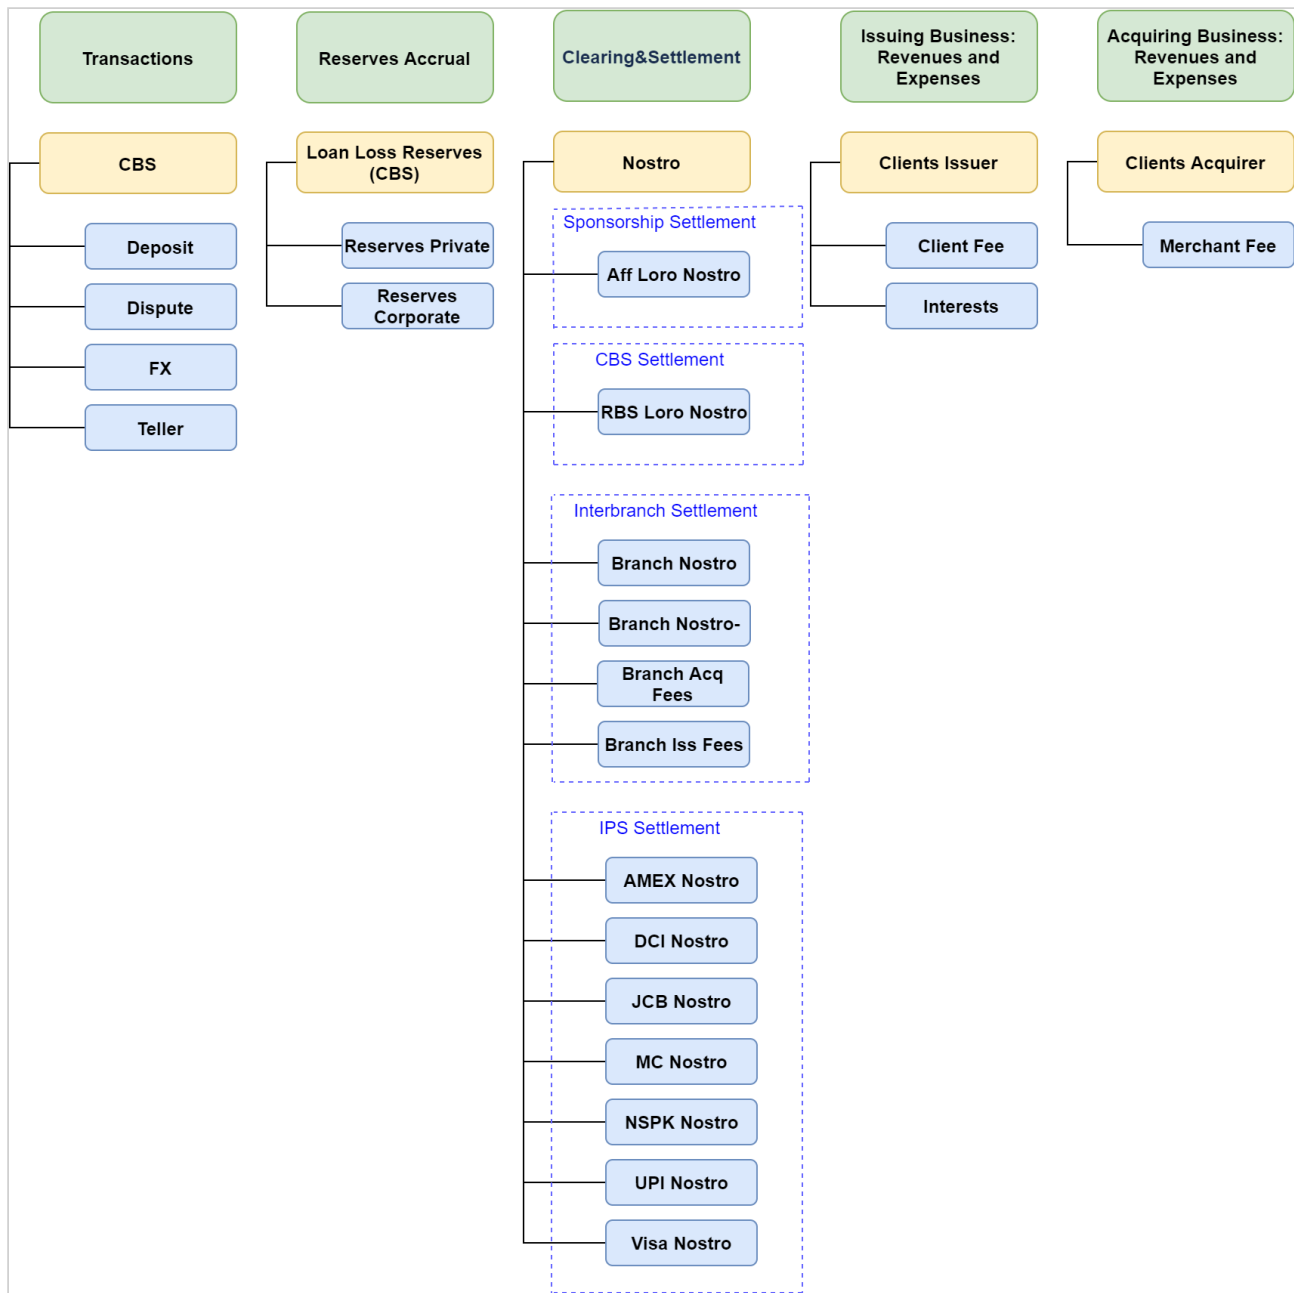 Transactions
Reserves Accrual
Clearing&Settlement
Issuing Business:
Revenues and
Expenses
Acquiring Business:
Revenues and
Expenses
CBS
Deposit
Dispute
FX
Teller
Loan Loss Reserves
(CBS)
Reserves Private
Reserves
Corporate
Nostro
Sponsorship Settlement
Aff Loro Nostro
CBS Settlement
RBS Loro Nostro
Interbranch Settlement
Branch Nostro
Branch Nostro-
Branch Acq
Fees
Branch Iss Fees
IPS Settlement
AMEX Nostro
DCI Nostro
JCB Nostro
MC Nostro
NSPK Nostro
UPI Nostro
Visa Nostro
Clients Issuer
Client Fee
Interests
Clients Acquirer
Merchant Fee